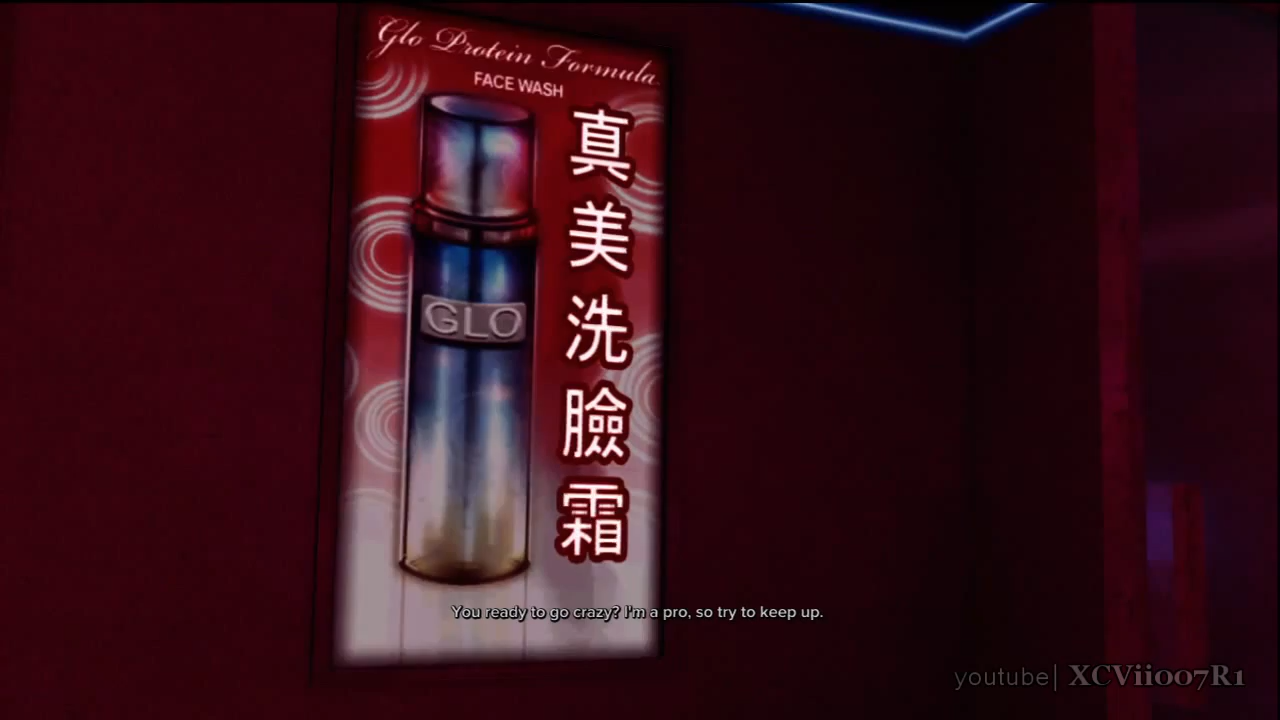 Glo Protein Formula
FACE WASH
真美洗臉霜
GLO
You ready to go crazy? I'm a pro, so try to keep up.
youtube| XCVii007R1